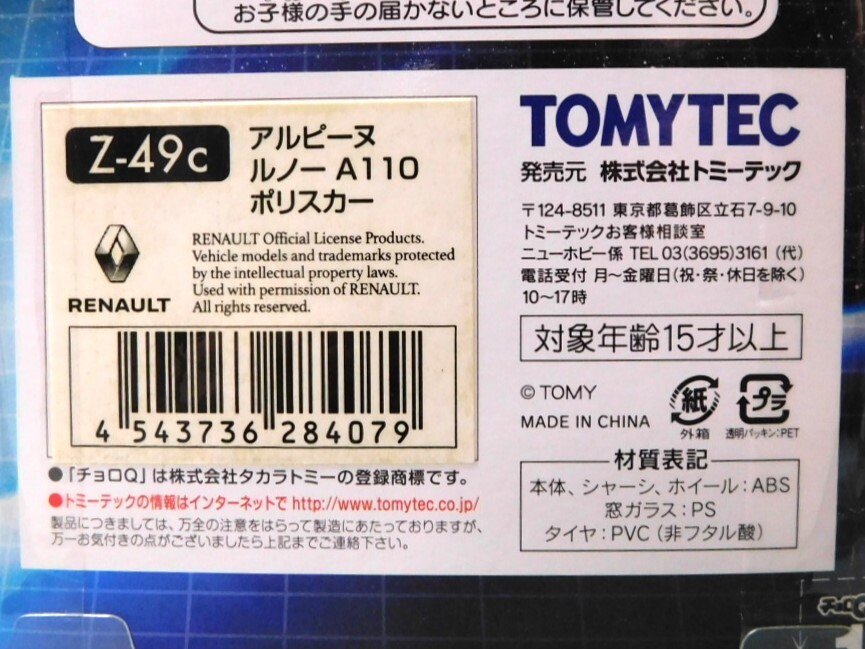 お子様の手の届かないところに保管してください。
Z-49c
アルピーヌ
ルノー A110
ポリスカー
RENAULT
RENAULT Official License Products.
Vehicle models and trademarks protected
by the intellectual property laws.
Used with permission of RENAULT.
All rights reserved.
4 543736 284079
●「チョロQ」は株式会社タカラトミーの登録商標です。
●トミーテックの情報はインターネットで http://www.tomytec.co.jp/
製品につきましては、万全の注意をはらって製造にあたっておりますが、
万一お気付きの点がございましたら上記までご連絡下さい。
TOMYTEC
発売元 株式会社トミーテック
〒124-8511 東京都葛飾区立石7-9-10
トミーテックお客様相談室
ニューホビー係 TEL 03(3695)3161（代）
電話受付 月～金曜日(祝・祭・休日を除く)
10～17時
対象年齢15才以上
© TOMY
MADE IN CHINA
紙
外箱
プラ
透明パッキン:PET
材質表記
本体、シャーシ、ホイール：ABS
窓ガラス：PS
タイヤ：PVC（非フタル酸）
チョロQ